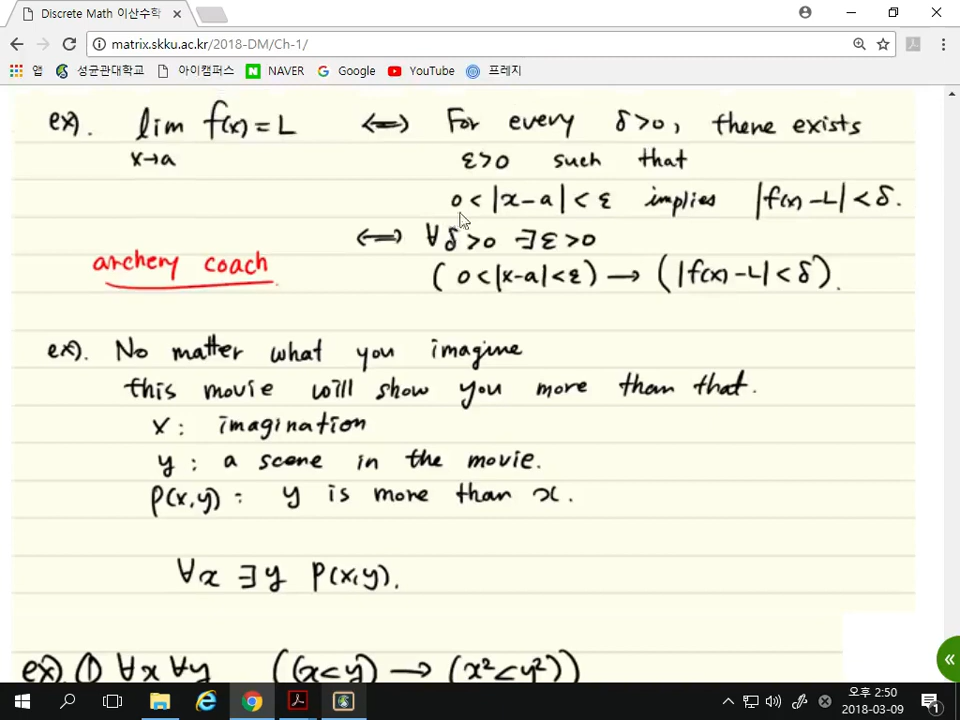 Discrete Math 이산수학
matrix.skku.ac.kr/2018-DM/Ch-1/
앱 성균관대학교 아이캠퍼스 NAVER Google YouTube 프레지
ex). lim f(x) = L ⟺ For every δ>0, there exists
x→a ε>0 such that
0 < |x-a| < ε implies |f(x)-L| < δ.
⟺ ∀δ>0 ∃ε>0
archery coach (0<|x-a|<ε) → (|f(x)-L|<δ).
ex). No matter what you imagine
this movie will show you more than that.
x : imagination
y : a scene in the movie.
P(x,y) : y is more than x.
∀x ∃y P(x,y).
ex). ① ∀x ∀y ((x<y) → (x²<y²))
오후 2:50
2018-03-09
1